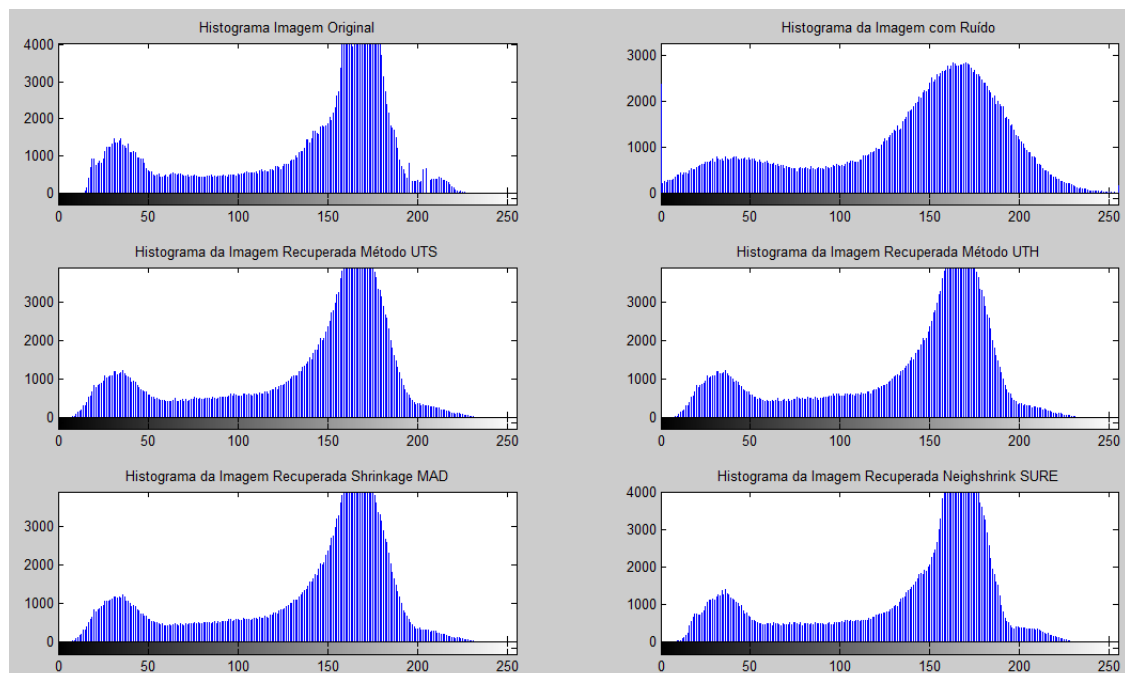 Histograma Imagem Original
4000
3000
2000
1000
0
0 50 100 150 200 250
Histograma da Imagem com Ruído
3000
2000
1000
0
0 50 100 150 200 250
Histograma da Imagem Recuperada Método UTS
3000
2000
1000
0
0 50 100 150 200 250
Histograma da Imagem Recuperada Método UTH
3000
2000
1000
0
0 50 100 150 200 250
Histograma da Imagem Recuperada Shrinkage MAD
3000
2000
1000
0
0 50 100 150 200 250
Histograma da Imagem Recuperada Neighshrink SURE
4000
3000
2000
1000
0
0 50 100 150 200 250